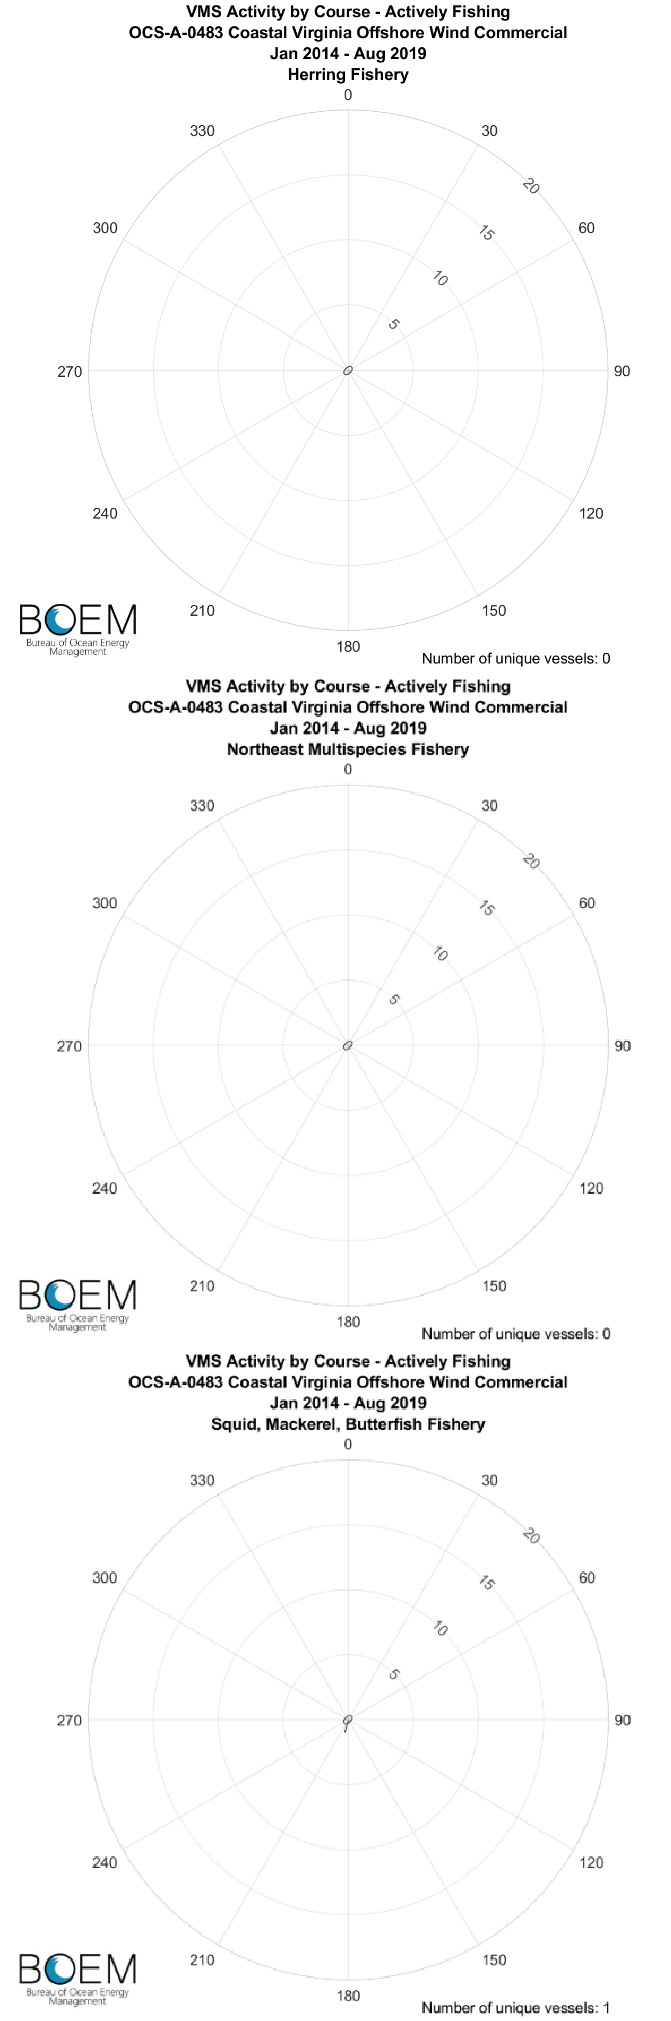 VMS Activity by Course - Actively Fishing
OCS-A-0483 Coastal Virginia Offshore Wind Commercial
Jan 2014 - Aug 2019
Herring Fishery
0
330
30
20
300
60
15
10
5
270
0
90
240
120
210
150
180
BOEM
Bureau of Ocean Energy
Management
Number of unique vessels: 0
VMS Activity by Course - Actively Fishing
OCS-A-0483 Coastal Virginia Offshore Wind Commercial
Jan 2014 - Aug 2019
Northeast Multispecies Fishery
0
330
30
20
300
60
15
10
5
270
0
90
240
120
210
150
180
BOEM
Bureau of Ocean Energy
Management
Number of unique vessels: 0
VMS Activity by Course - Actively Fishing
OCS-A-0483 Coastal Virginia Offshore Wind Commercial
Jan 2014 - Aug 2019
Squid, Mackerel, Butterfish Fishery
0
330
30
20
300
60
15
10
5
270
0
90
240
120
210
150
180
BOEM
Bureau of Ocean Energy
Management
Number of unique vessels: 1